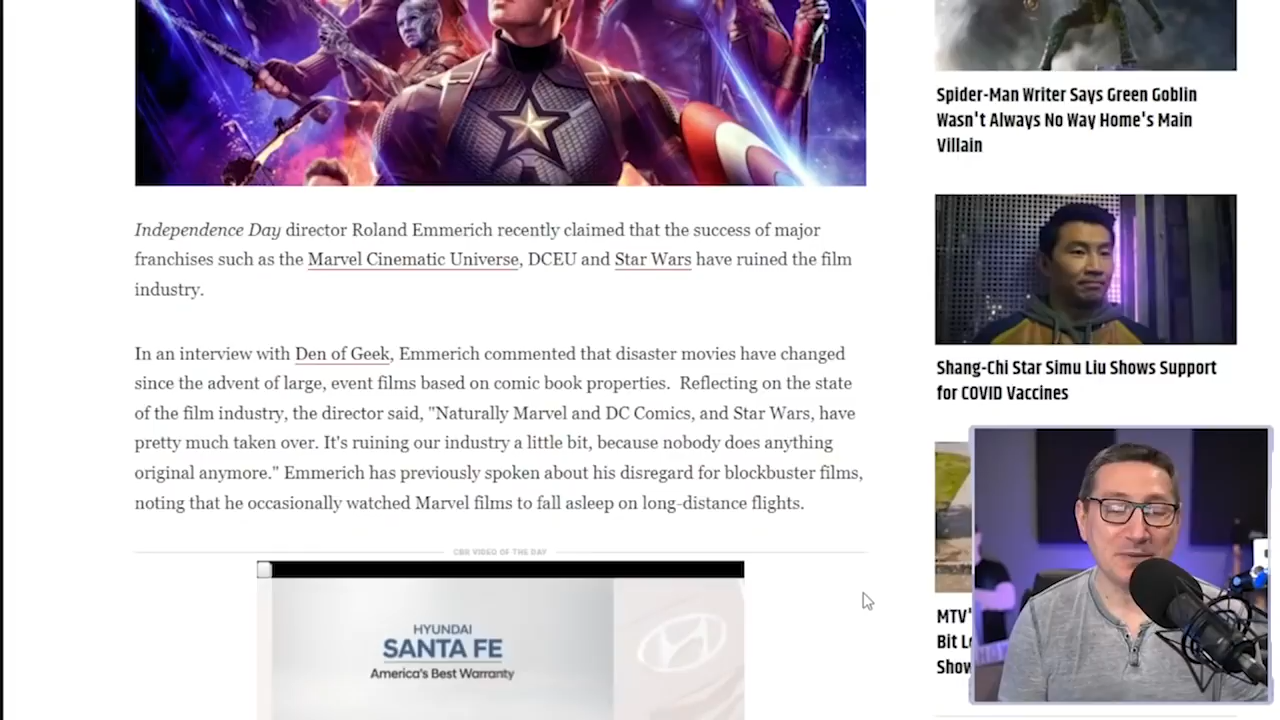 Independence Day director Roland Emmerich recently claimed that the success of major
franchises such as the Marvel Cinematic Universe, DCEU and Star Wars have ruined the film
industry.
In an interview with Den of Geek, Emmerich commented that disaster movies have changed
since the advent of large, event films based on comic book properties.  Reflecting on the state
of the film industry, the director said, "Naturally Marvel and DC Comics, and Star Wars, have
pretty much taken over. It's ruining our industry a little bit, because nobody does anything
original anymore." Emmerich has previously spoken about his disregard for blockbuster films,
noting that he occasionally watched Marvel films to fall asleep on long-distance flights.
CBR VIDEO OF THE DAY
HYUNDAI
SANTA FE
America's Best Warranty
Spider-Man Writer Says Green Goblin
Wasn't Always No Way Home's Main
Villain
Shang-Chi Star Simu Liu Shows Support
for COVID Vaccines
MTV'
Bit L
Show